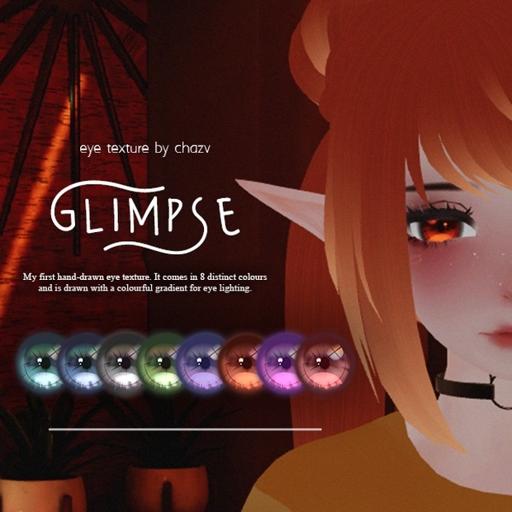 eye texture by chazv
GLIMPSE
My first hand-drawn eye texture. It comes in 8 distinct colours
and is drawn with a colourful gradient for eye lighting.